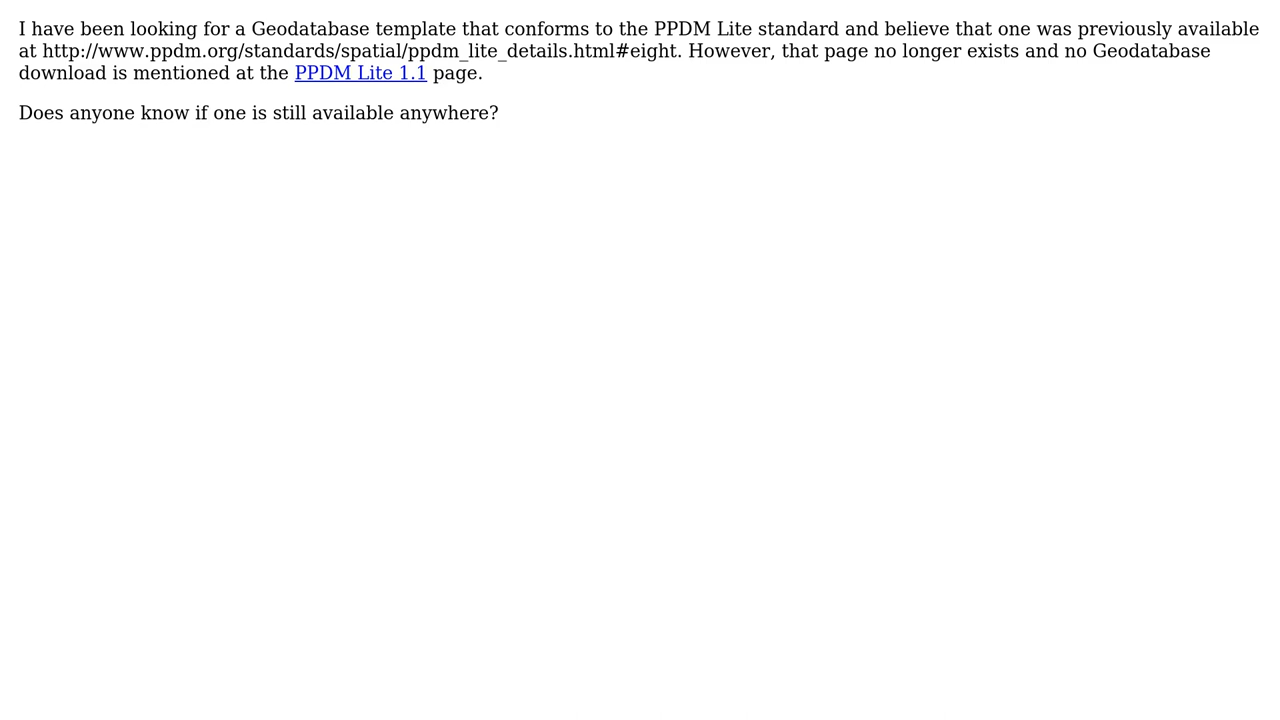 I have been looking for a Geodatabase template that conforms to the PPDM Lite standard and believe that one was previously available
at http://www.ppdm.org/standards/spatial/ppdm_lite_details.html#eight. However, that page no longer exists and no Geodatabase
download is mentioned at the PPDM Lite 1.1 page.
Does anyone know if one is still available anywhere?